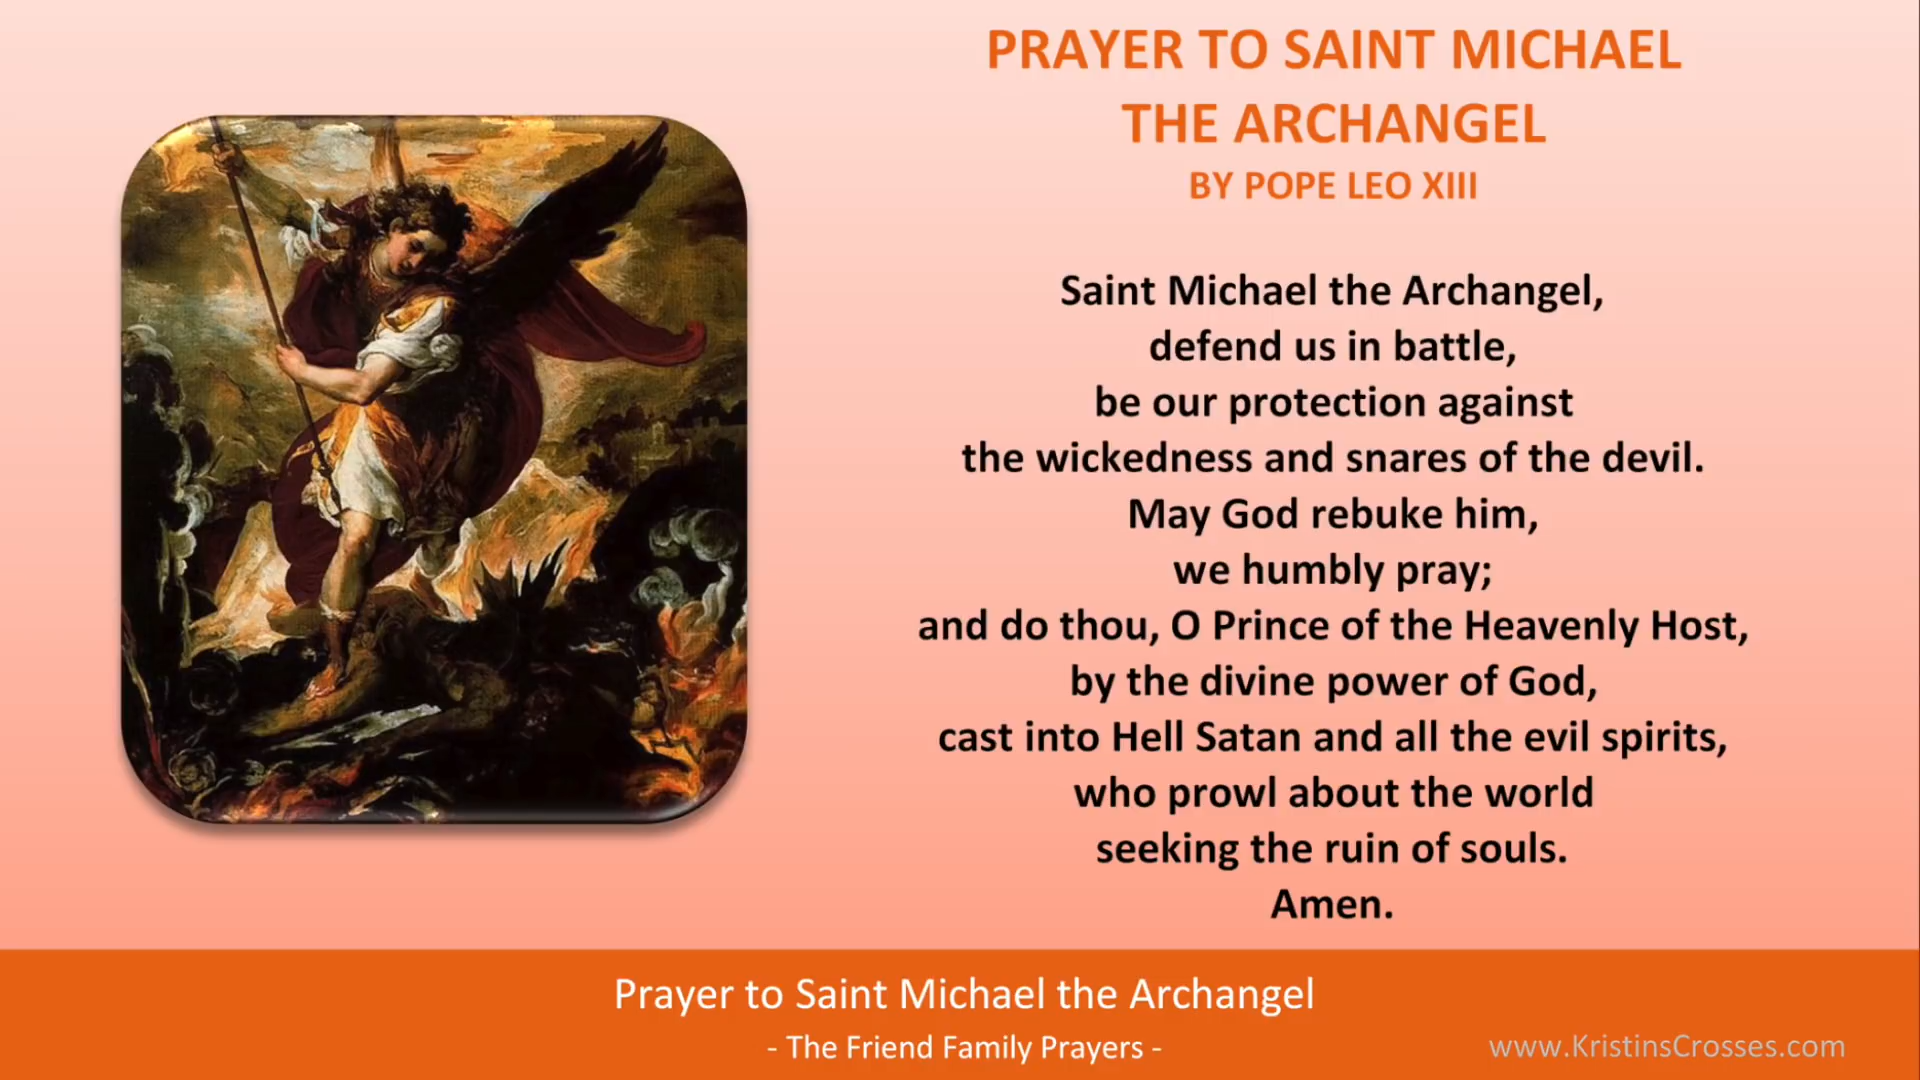 PRAYER TO SAINT MICHAEL
THE ARCHANGEL
BY POPE LEO XIII
Saint Michael the Archangel,
defend us in battle,
be our protection against
the wickedness and snares of the devil.
May God rebuke him,
we humbly pray;
and do thou, O Prince of the Heavenly Host,
by the divine power of God,
cast into Hell Satan and all the evil spirits,
who prowl about the world
seeking the ruin of souls.
Amen.
Prayer to Saint Michael the Archangel
- The Friend Family Prayers -
www.KristinsCrosses.com